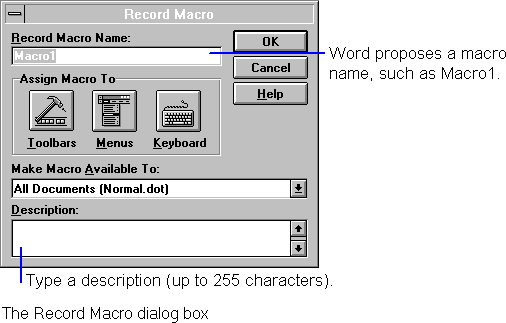 Record Macro
Record Macro Name:
Macro1
OK
Word proposes a macro
name, such as Macro1.
Cancel
Help
Assign Macro To
Toolbars Menus Keyboard
Make Macro Available To:
All Documents (Normal.dot)
Description:
Type a description (up to 255 characters).
The Record Macro dialog box